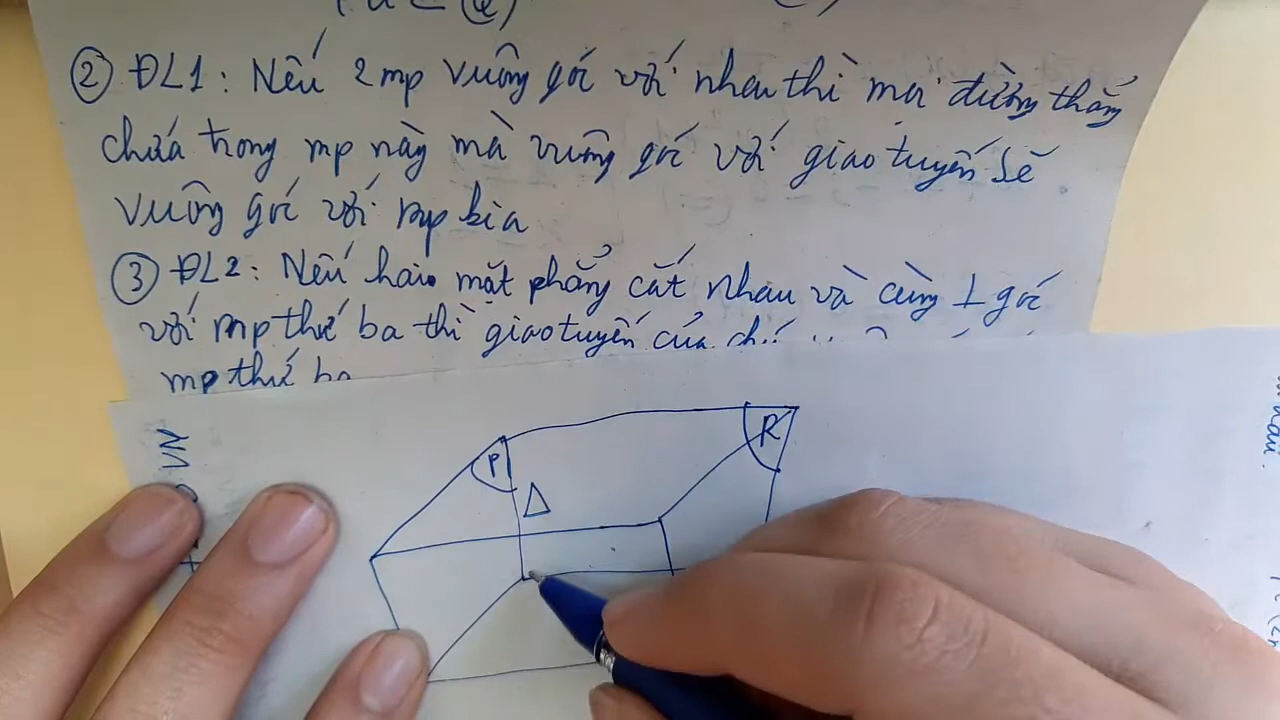 ② ĐL1: Nếu 2mp vuông góc với nhau thì mọi đường thẳng
chứa trong mp này mà vuông góc với giao tuyến sẽ
vuông góc với mp kia
③ ĐL2: Nếu hai mặt phẳng cắt nhau và cùng ⊥ góc
với mp thứ ba thì giao tuyến của
mp thứ ba
P
R
Δ